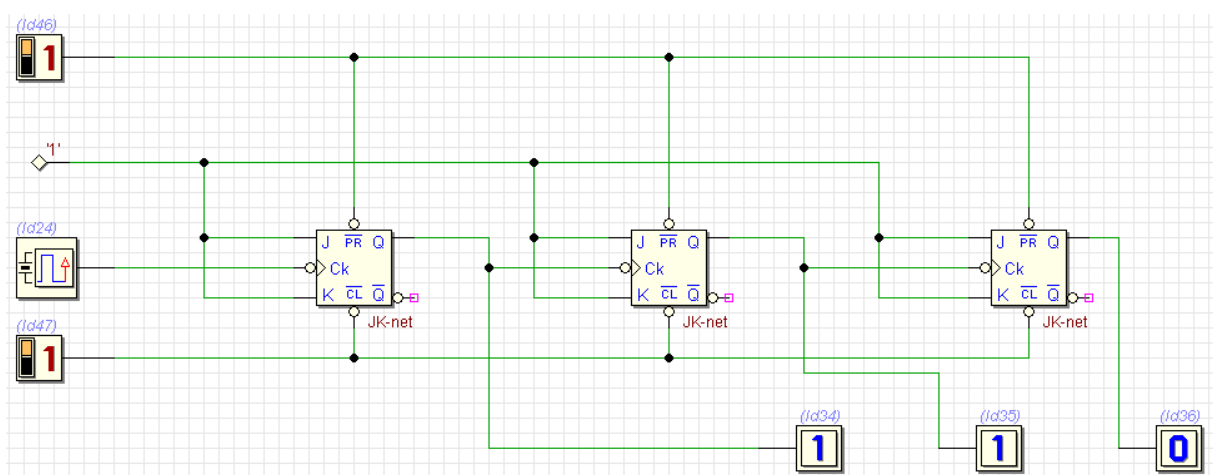 (Id46)
1
'1'
J PR Q J PR Q J PR Q
(Id24)
Ck Ck Ck
K CL Q K CL Q K CL Q
JK-net JK-net JK-net
(Id47)
1
(Id34) (Id35) (Id36)
1 1 0